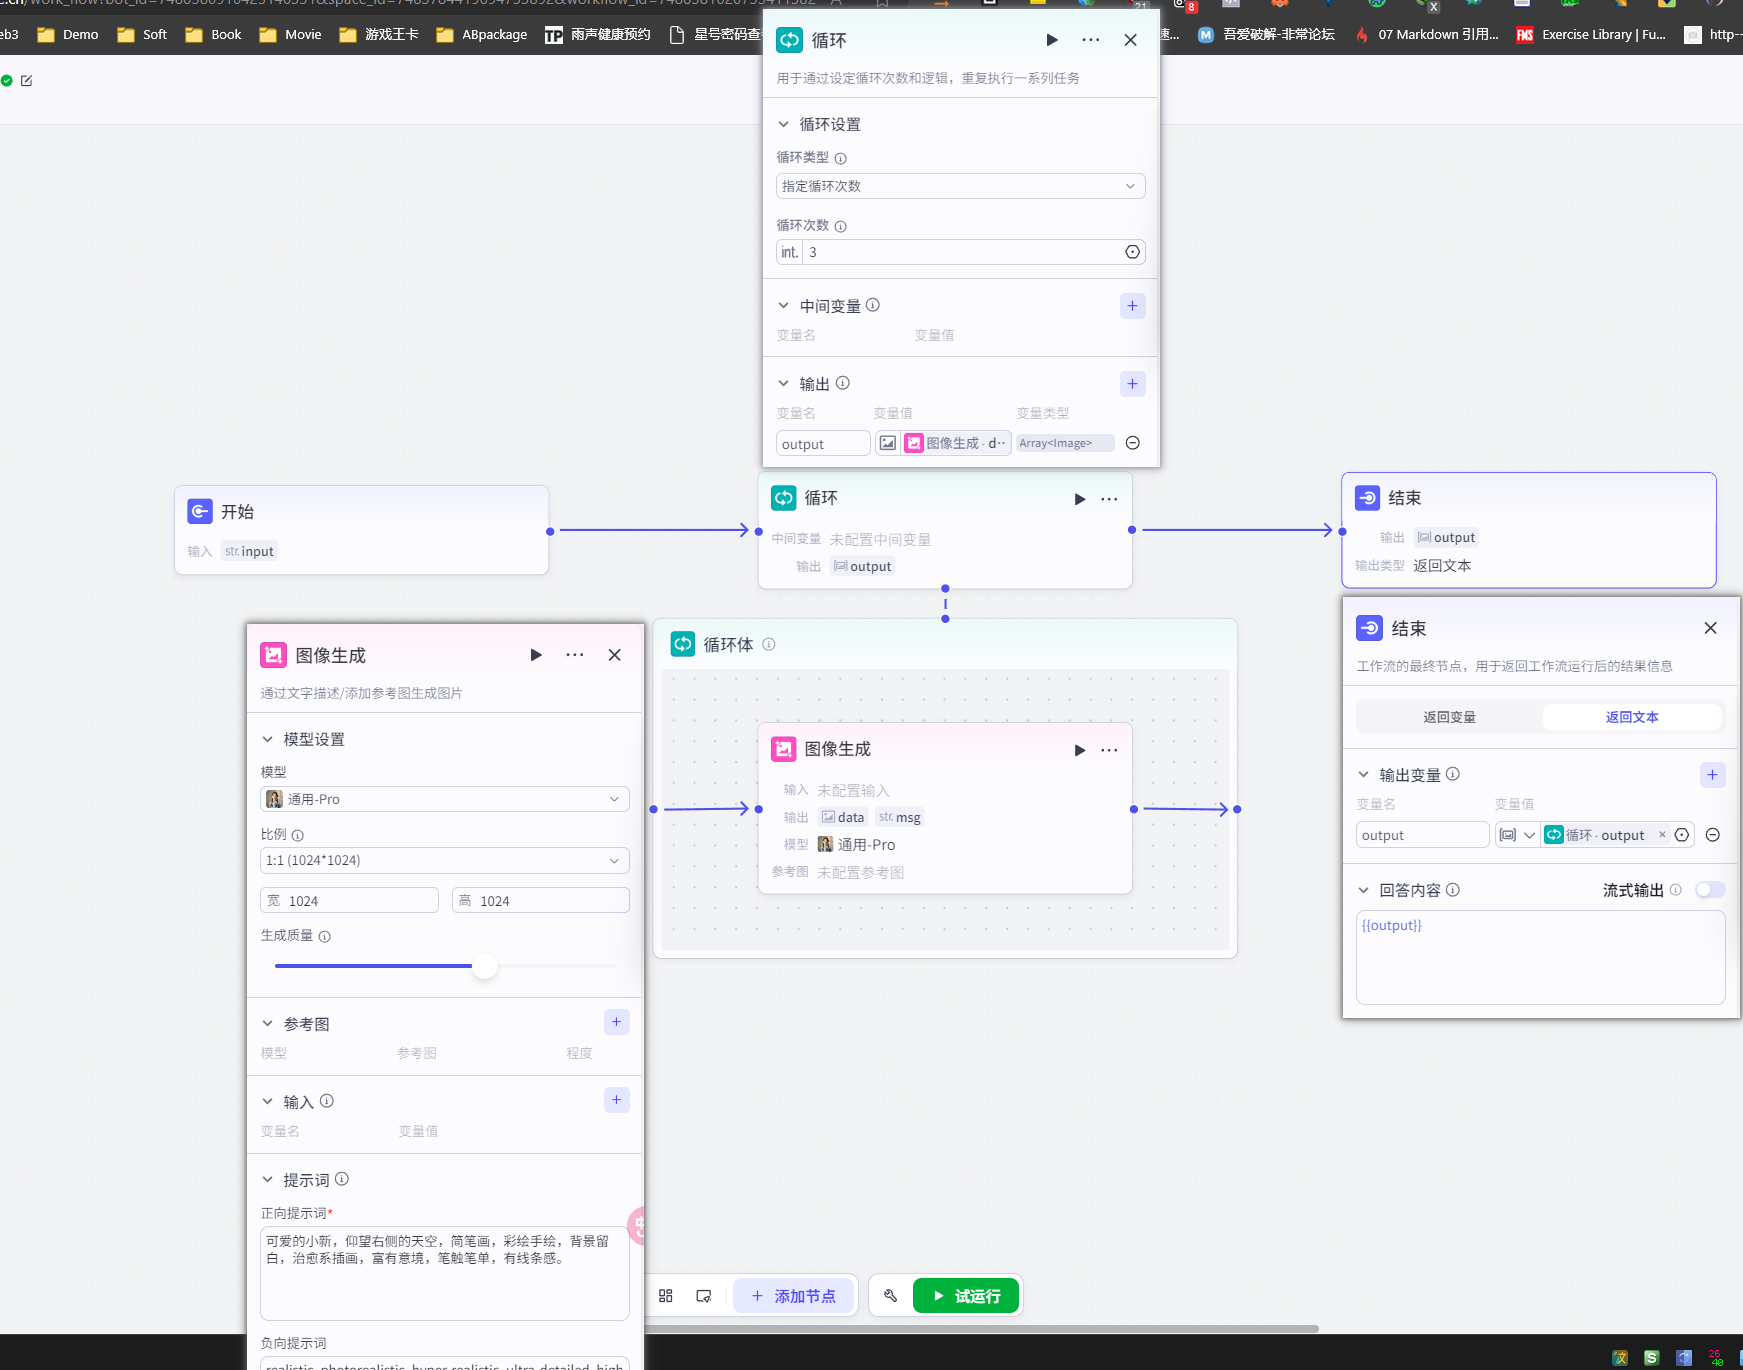 eb3 Demo Soft Book Movie 游戏王卡 ABpackage 雨声健康预约 星号密码查 速... 吾爱破解-非常论坛 07 Markdown 引用... Exercise Library | Fu... http--
循环
用于通过设定循环次数和逻辑，重复执行一系列任务
循环设置
循环类型
指定循环次数
循环次数
int. 3
中间变量
变量名 变量值
输出
变量名 变量值 变量类型
output 图像生成 - d·· Array<Image>
开始
输入 str. input
循环
中间变量 未配置中间变量
输出 output
结束
输出 output
输出类型 返回文本
图像生成
通过文字描述/添加参考图生成图片
模型设置
模型
通用-Pro
比例
1:1 (1024*1024)
宽 1024 高 1024
生成质量
参考图
模型 参考图 程度
输入
变量名 变量值
提示词
正向提示词*
可爱的小新，仰望右侧的天空，简笔画，彩绘手绘，背景留
白，治愈系插画，富有意境，笔触笔单，有线条感。
负向提示词
realistic, photorealistic, hyper realistic, ultra detailed, high
循环体
图像生成
输入 未配置输入
输出 data str. msg
模型 通用-Pro
参考图 未配置参考图
结束
工作流的最终节点，用于返回工作流运行后的结果信息
返回变量 返回文本
输出变量
变量名 变量值
output 循环 - output
回答内容 流式输出
{{output}}
添加节点 试运行